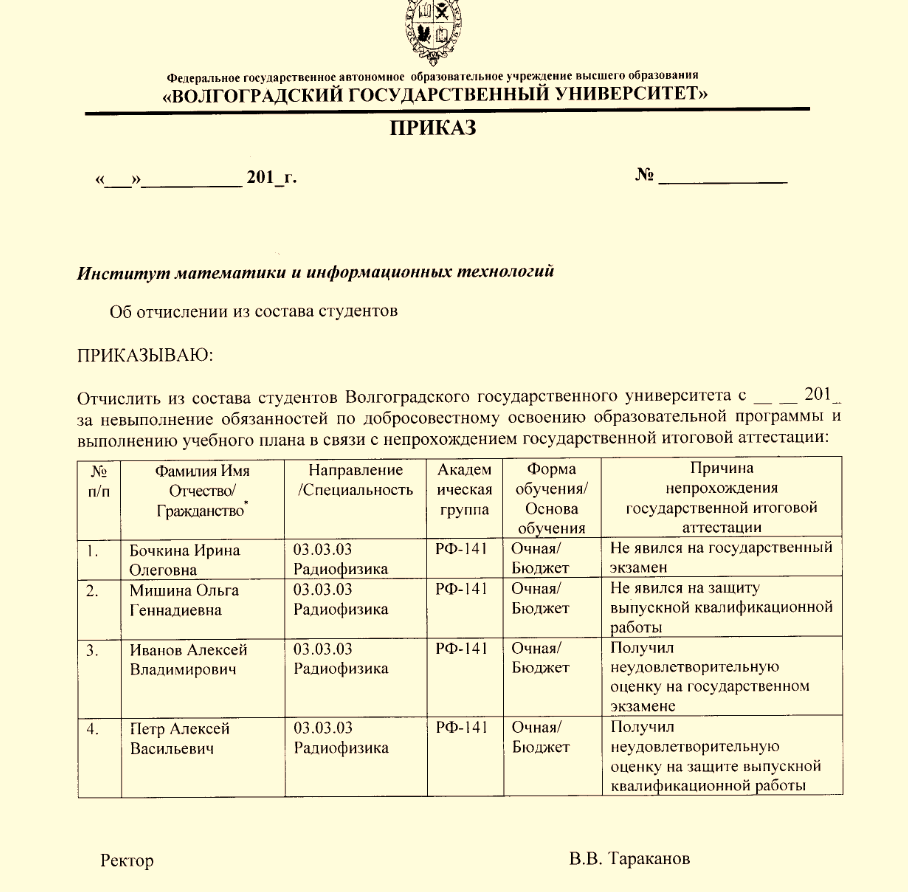 Федеральное государственное автономное образовательное учреждение высшего образования
«ВОЛГОГРАДСКИЙ ГОСУДАРСТВЕННЫЙ УНИВЕРСИТЕТ»
ПРИКАЗ
«___»___________ 201_г. № ______________
Институт математики и информационных технологий
Об отчислении из состава студентов
ПРИКАЗЫВАЮ:
Отчислить из состава студентов Волгоградского государственного университета с __ __ 201_
за невыполнение обязанностей по добросовестному освоению образовательной программы и
выполнению учебного плана в связи с непрохождением государственной итоговой аттестации:
№ Фамилия Имя Направление Академ Форма Причина
п/п Отчество/ /Специальность ическая обучения/ непрохождения
Гражданство* группа Основа государственной итоговой
обучения аттестации
1. Бочкина Ирина 03.03.03 РФ-141 Очная/ Не явился на государственный
Олеговна Радиофизика Бюджет экзамен
2. Мишина Ольга 03.03.03 РФ-141 Очная/ Не явился на защиту
Геннадиевна Радиофизика Бюджет выпускной квалификационной
работы
3. Иванов Алексей 03.03.03 РФ-141 Очная/ Получил
Владимирович Радиофизика Бюджет неудовлетворительную
оценку на государственном
экзамене
4. Петр Алексей 03.03.03 РФ-141 Очная/ Получил
Васильевич Радиофизика Бюджет неудовлетворительную
оценку на защите выпускной
квалификационной работы
Ректор В.В. Тараканов